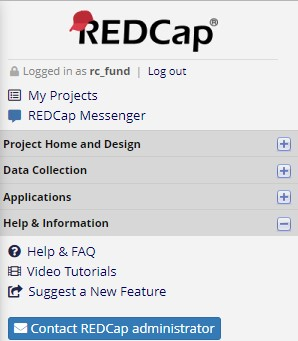 REDCap®
Logged in as rc_fund | Log out
My Projects
REDCap Messenger
Project Home and Design
Data Collection
Applications
Help & Information
Help & FAQ
Video Tutorials
Suggest a New Feature
Contact REDCap administrator